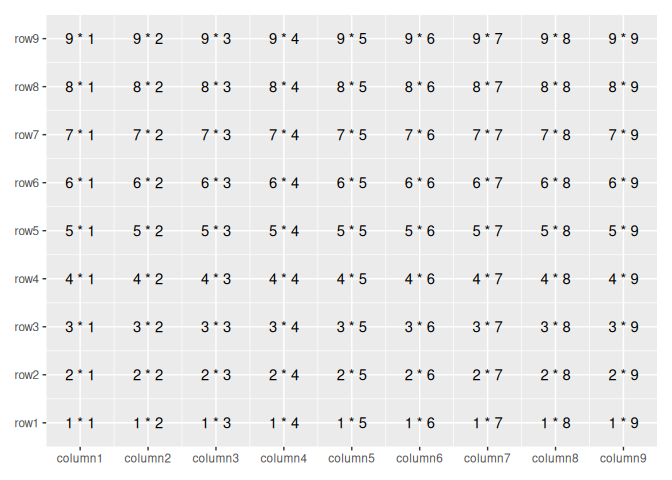 row9 9 * 1 9 * 2 9 * 3 9 * 4 9 * 5 9 * 6 9 * 7 9 * 8 9 * 9
row8 8 * 1 8 * 2 8 * 3 8 * 4 8 * 5 8 * 6 8 * 7 8 * 8 8 * 9
row7 7 * 1 7 * 2 7 * 3 7 * 4 7 * 5 7 * 6 7 * 7 7 * 8 7 * 9
row6 6 * 1 6 * 2 6 * 3 6 * 4 6 * 5 6 * 6 6 * 7 6 * 8 6 * 9
row5 5 * 1 5 * 2 5 * 3 5 * 4 5 * 5 5 * 6 5 * 7 5 * 8 5 * 9
row4 4 * 1 4 * 2 4 * 3 4 * 4 4 * 5 4 * 6 4 * 7 4 * 8 4 * 9
row3 3 * 1 3 * 2 3 * 3 3 * 4 3 * 5 3 * 6 3 * 7 3 * 8 3 * 9
row2 2 * 1 2 * 2 2 * 3 2 * 4 2 * 5 2 * 6 2 * 7 2 * 8 2 * 9
row1 1 * 1 1 * 2 1 * 3 1 * 4 1 * 5 1 * 6 1 * 7 1 * 8 1 * 9
column1 column2 column3 column4 column5 column6 column7 column8 column9